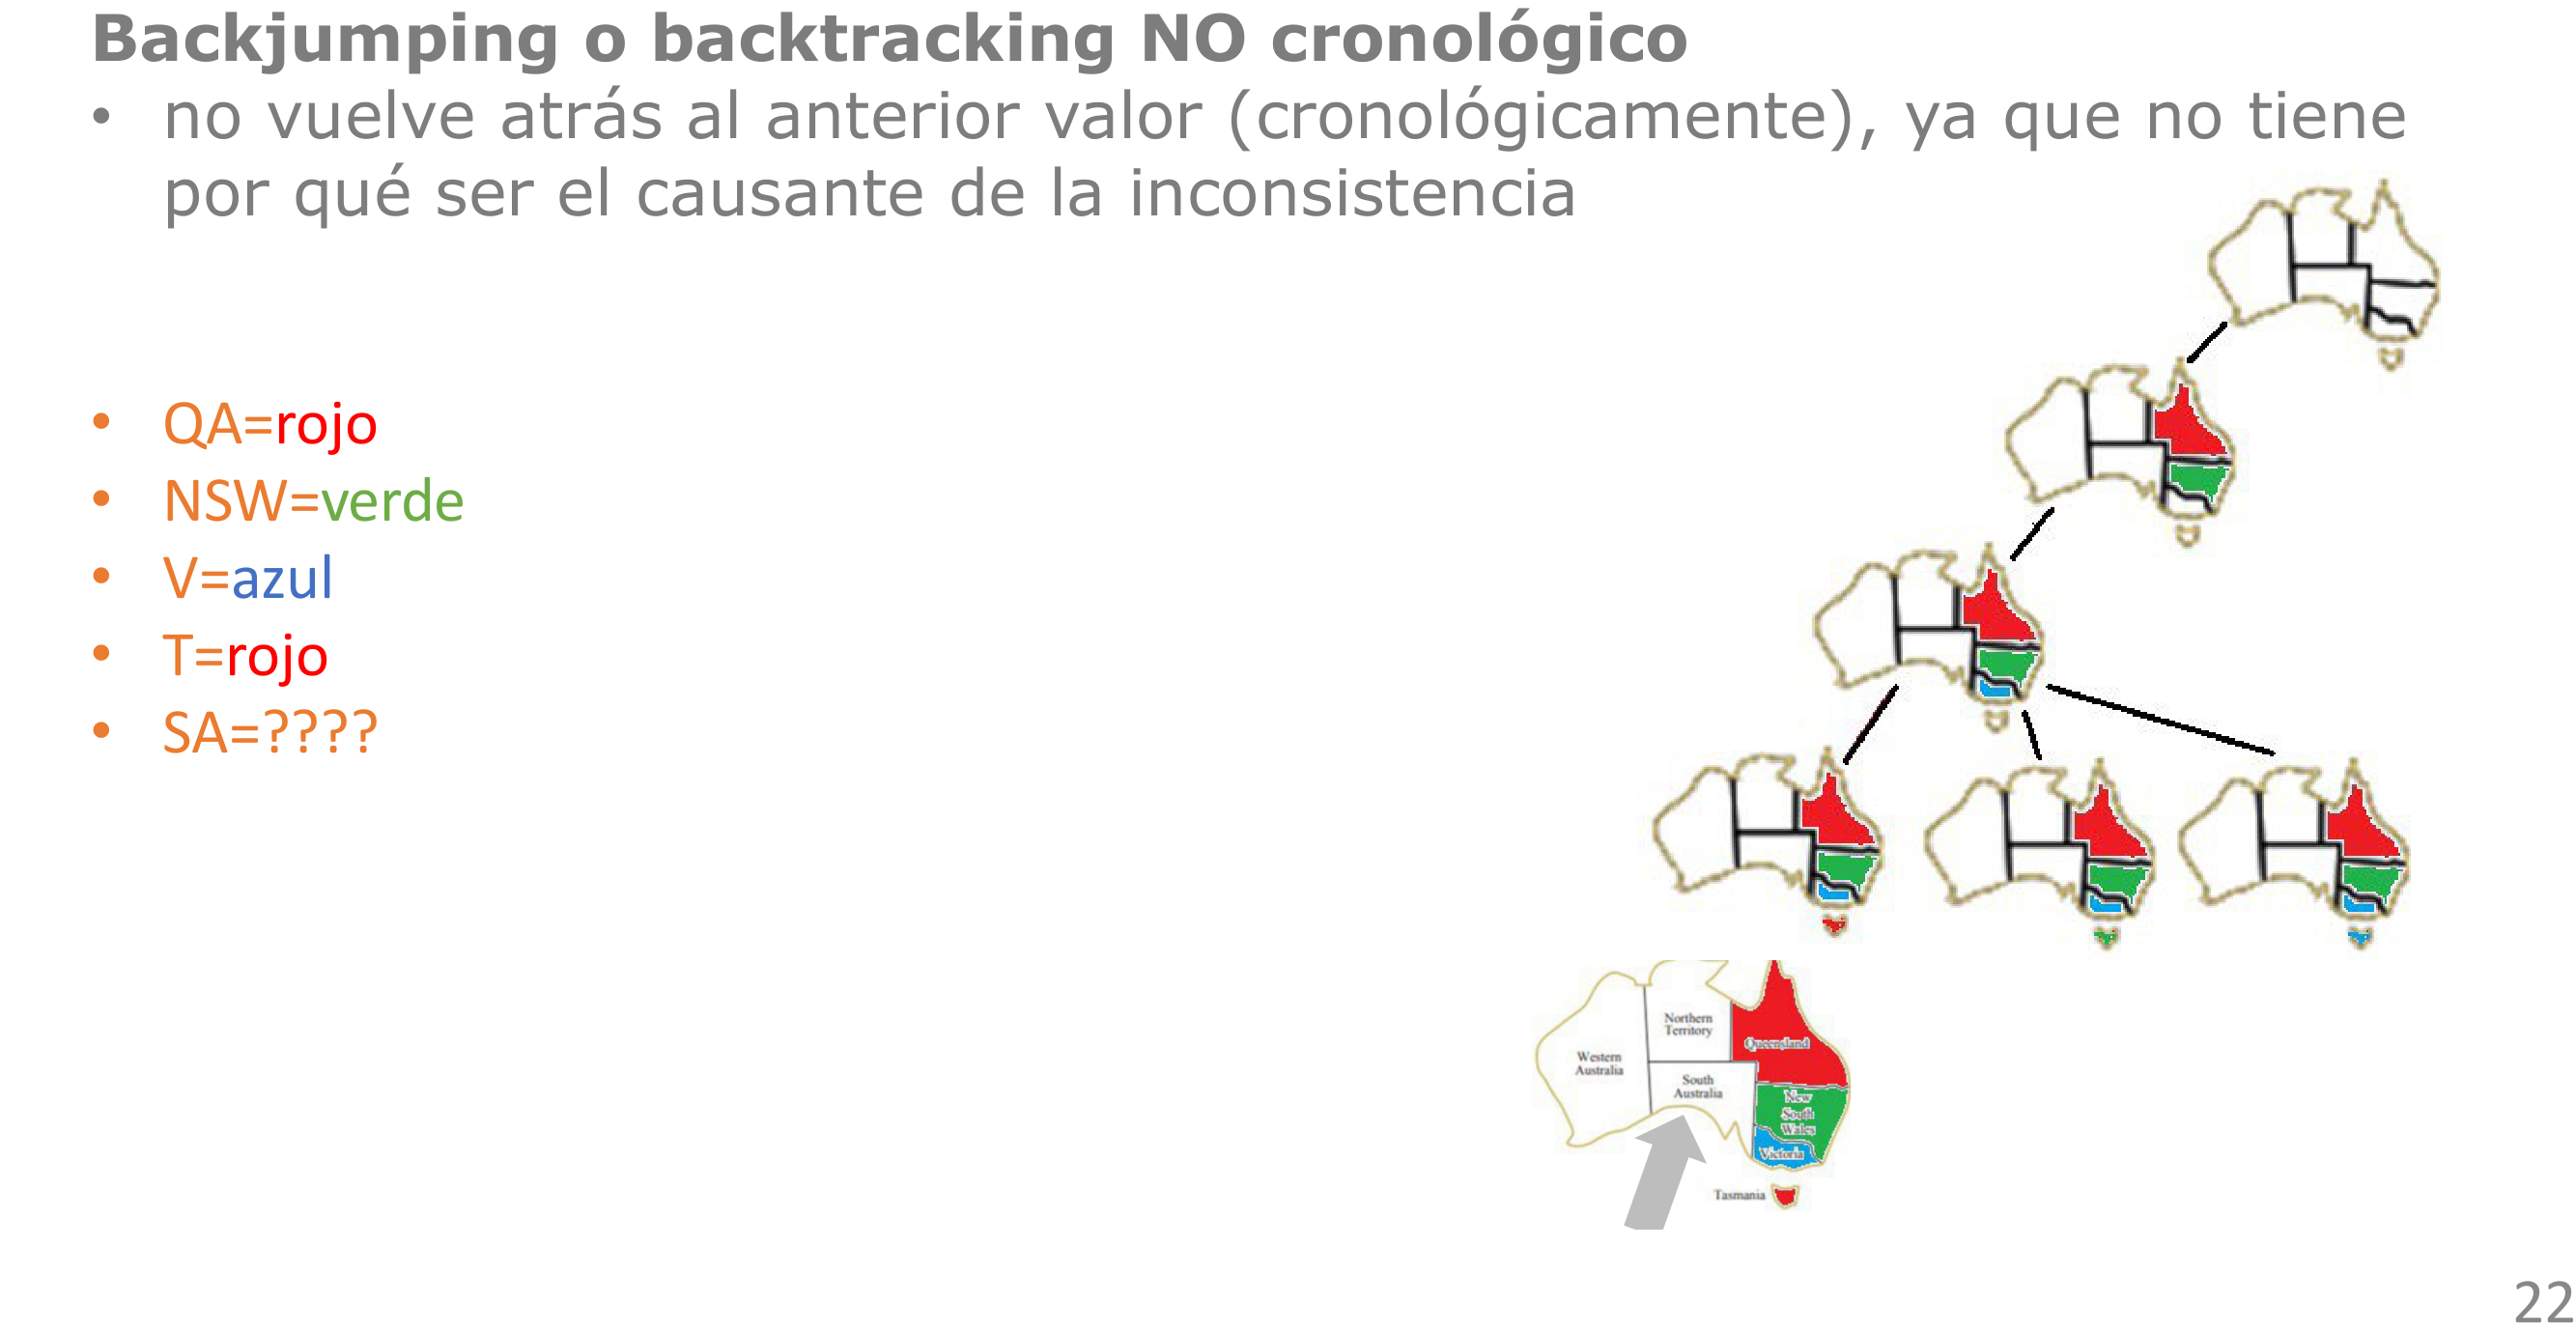 Backjumping o backtracking NO cronológico
• no vuelve atrás al anterior valor (cronológicamente), ya que no tiene
por qué ser el causante de la inconsistencia
• QA=rojo
• NSW=verde
• V=azul
• T=rojo
• SA=????
Northern
Territory
Queensland
Western
Australia
South
Australia
New
South
Wales
Victoria
Tasmania
22